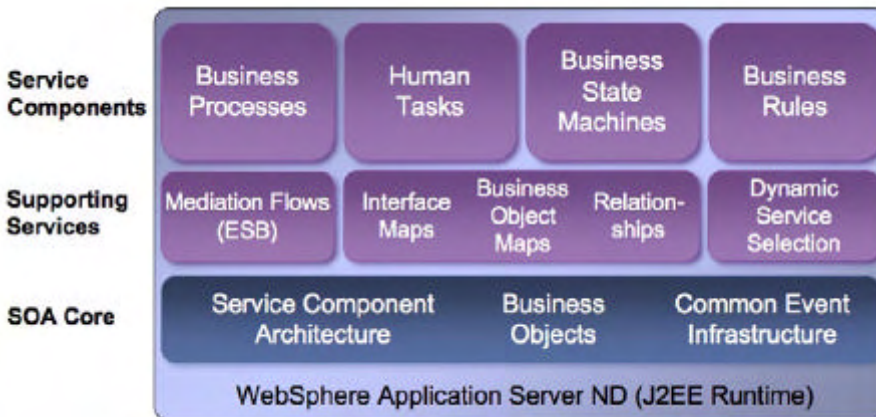 Service
Components
Business
Processes
Human
Tasks
Business
State
Machines
Business
Rules
Supporting
Services
Mediation Flows
(ESB)
Interface
Maps
Business
Object
Maps
Relation-
ships
Dynamic
Service
Selection
SOA Core
Service Component
Architecture
Business
Objects
Common Event
Infrastructure
WebSphere Application Server ND (J2EE Runtime)